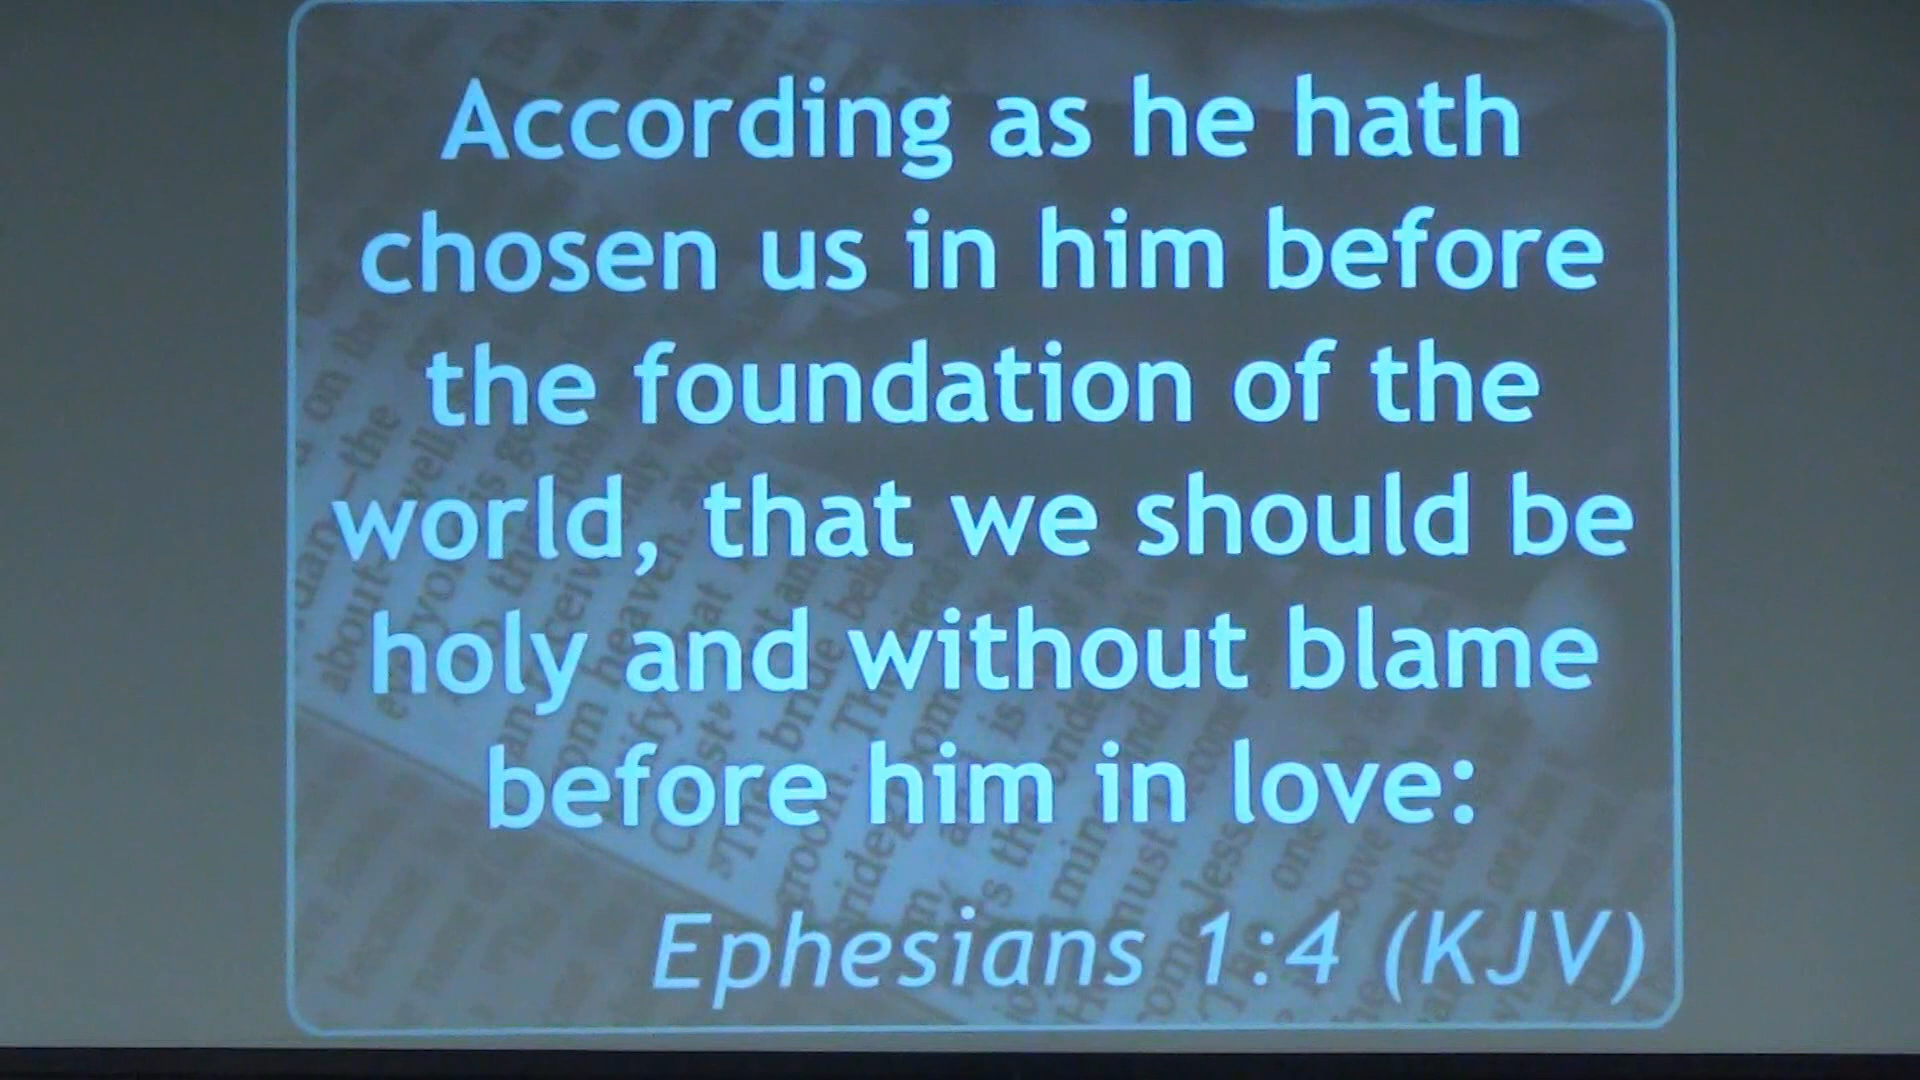 According as he hath
chosen us in him before
the foundation of the
world, that we should be
holy and without blame
before him in love:
Ephesians 1:4 (KJV)